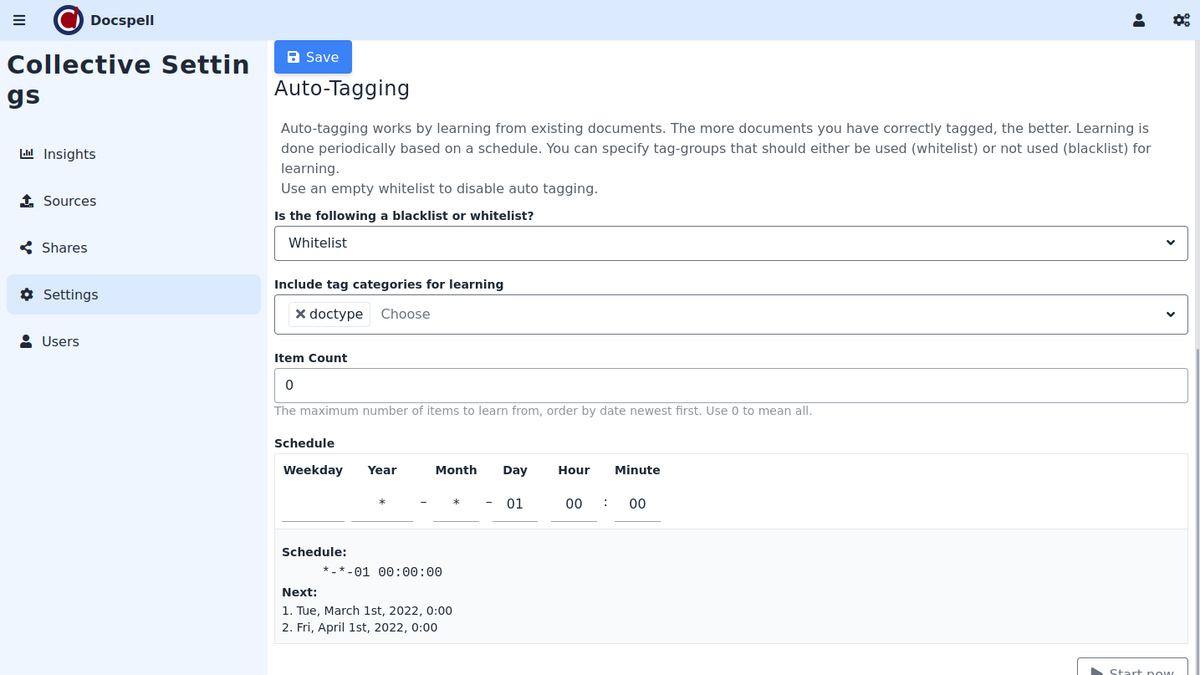 Docspell
Collective Settin
gs
Insights
Sources
Shares
Settings
Users
Save
Auto-Tagging
Auto-tagging works by learning from existing documents. The more documents you have correctly tagged, the better. Learning is
done periodically based on a schedule. You can specify tag-groups that should either be used (whitelist) or not used (blacklist) for
learning.
Use an empty whitelist to disable auto tagging.
Is the following a blacklist or whitelist?
Whitelist
Include tag categories for learning
doctype Choose
Item Count
0
The maximum number of items to learn from, order by date newest first. Use 0 to mean all.
Schedule
Weekday Year Month Day Hour Minute
* - * - 01 00 : 00
Schedule:
*-*-01 00:00:00
Next:
1. Tue, March 1st, 2022, 0:00
2. Fri, April 1st, 2022, 0:00
Start now